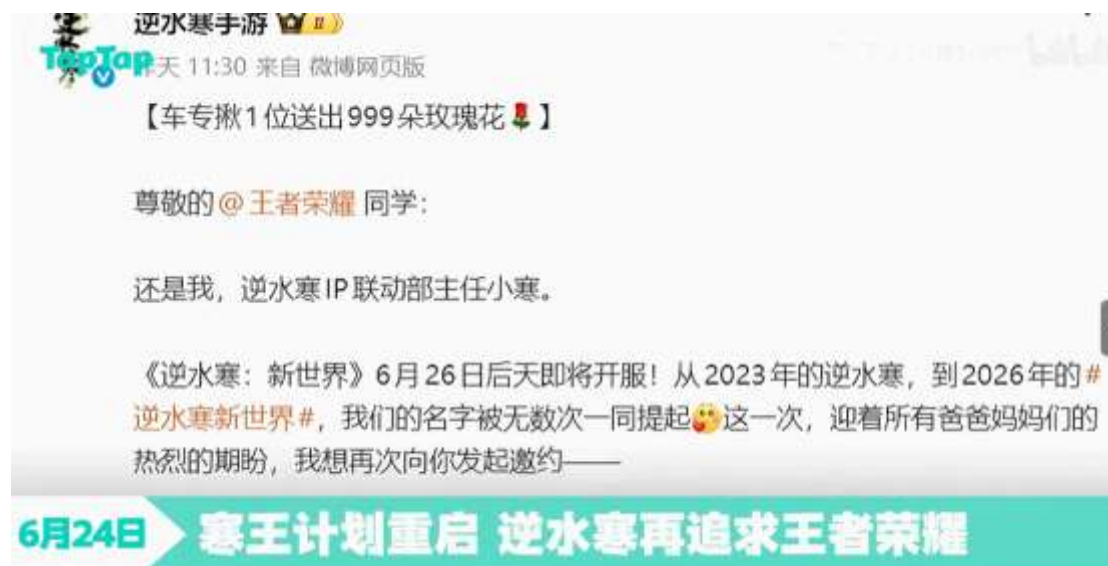 逆水寒手游
TapTap
昨天 11:30 来自 微博网页版
【车专揪1位送出999朵玫瑰花🌹】
尊敬的@王者荣耀 同学：
还是我，逆水寒IP联动部主任小寒。
《逆水寒：新世界》6月26日后天即将开服！从2023年的逆水寒，到2026年的#
逆水寒新世界#，我们的名字被无数次一同提起🤭这一次，迎着所有爸爸妈妈们的
热烈的期盼，我想再次向你发起邀约——
6月24日
寒王计划重启 逆水寒再追求王者荣耀